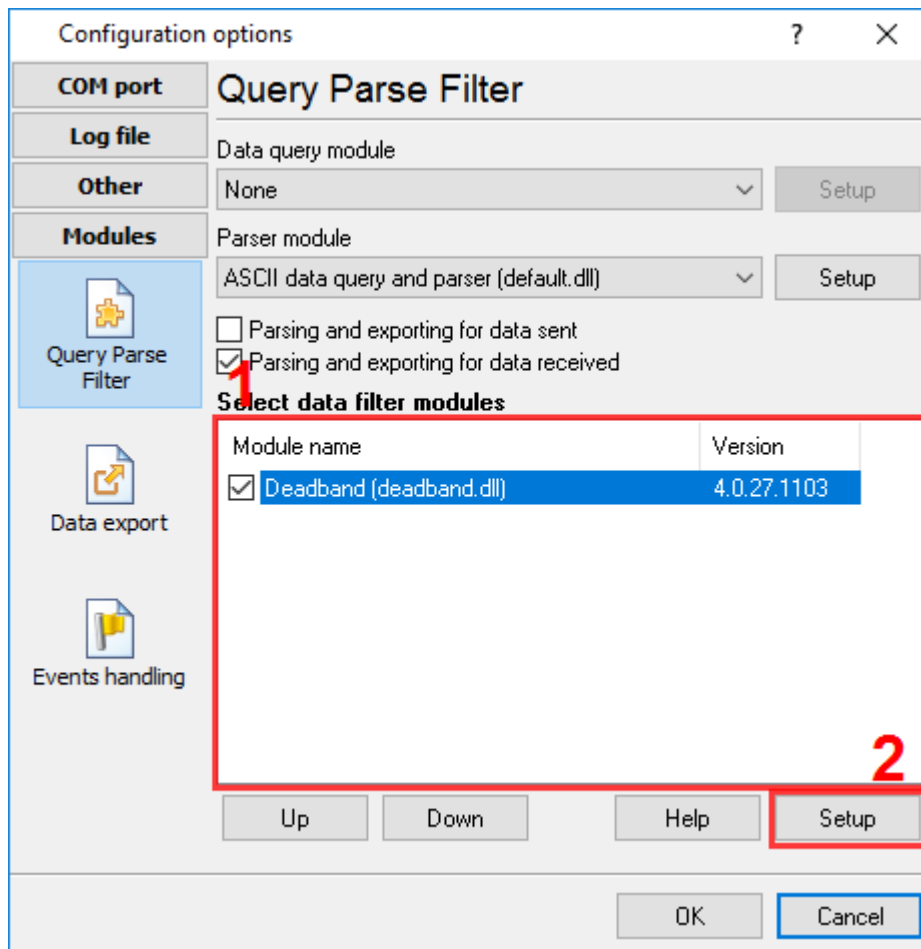 Configuration options ? ✕
COM port
Log file
Other
Modules
Query Parse
Filter
Data export
Events handling
Query Parse Filter
Data query module
None Setup
Parser module
ASCII data query and parser (default.dll) Setup
Parsing and exporting for data sent
Parsing and exporting for data received
1
Select data filter modules
Module name Version
Deadband (deadband.dll) 4.0.27.1103
2
Up Down Help Setup
OK Cancel